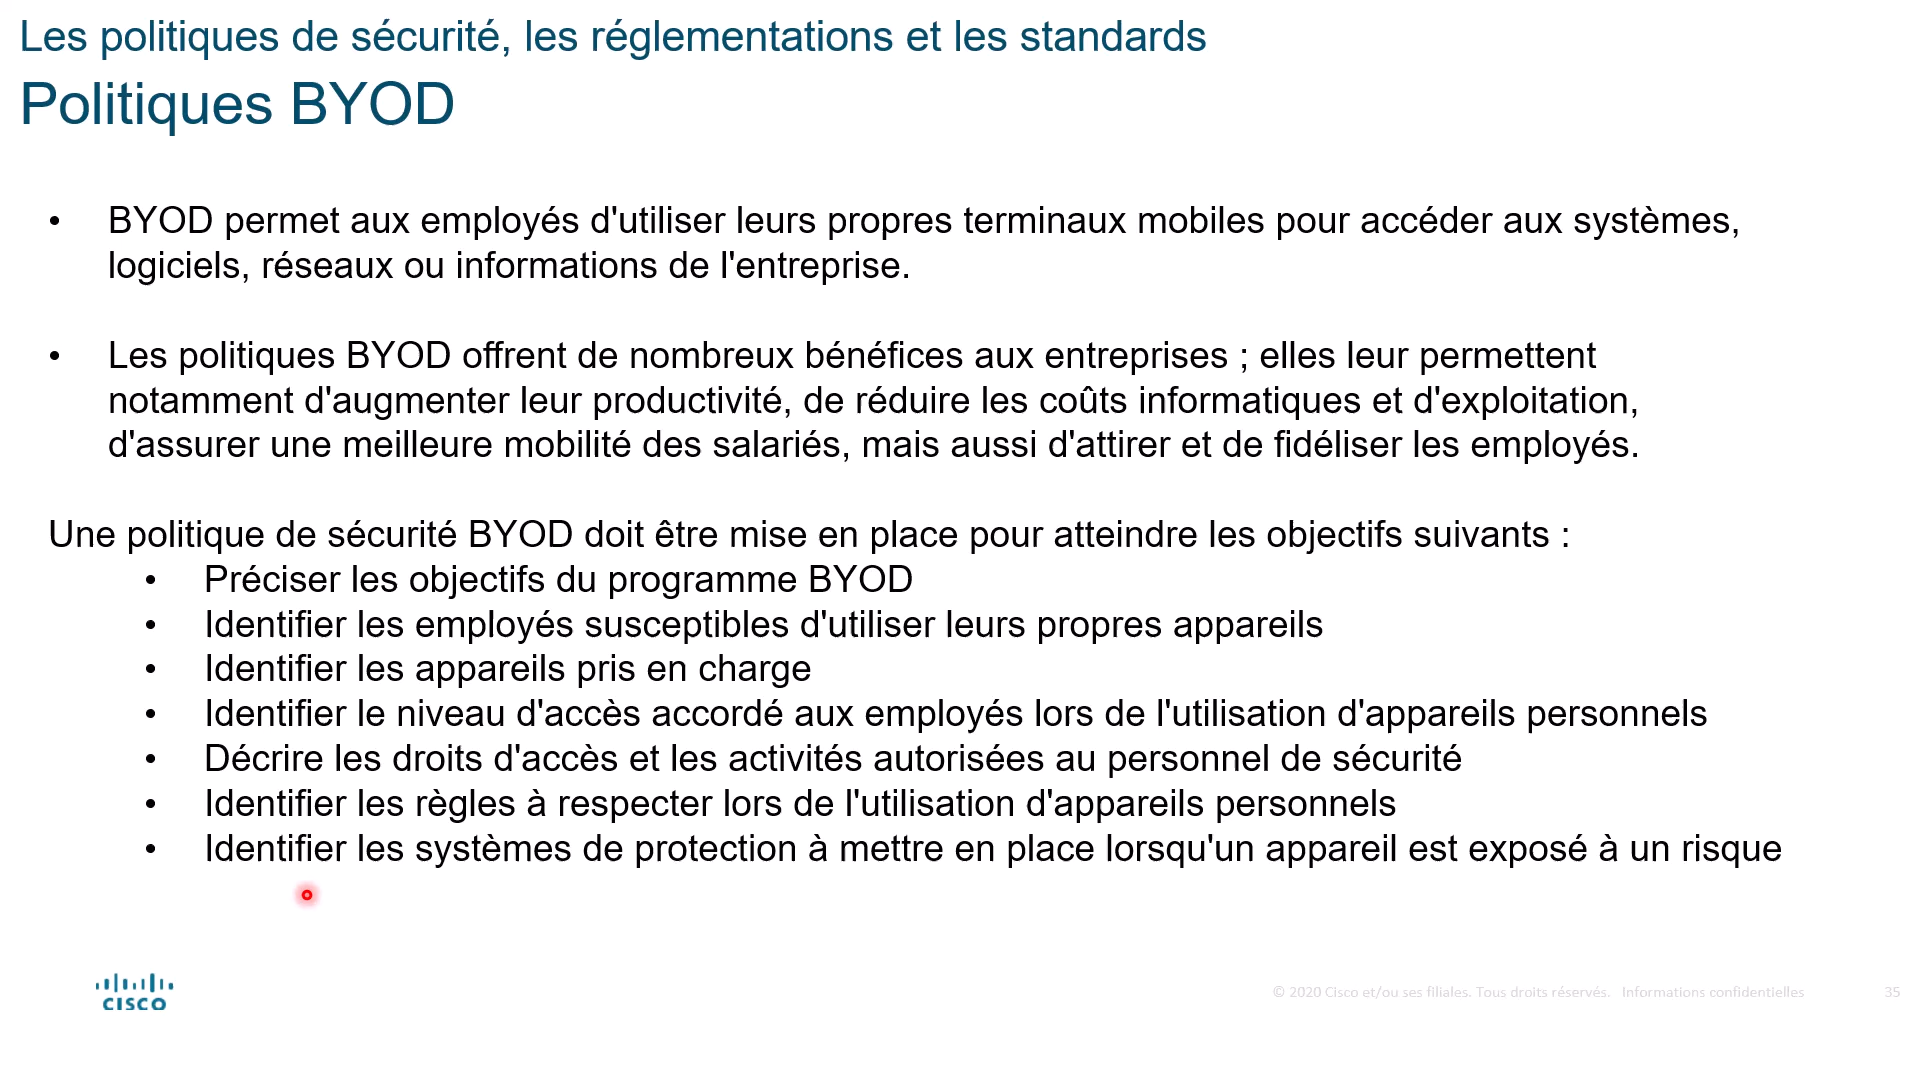 Les politiques de sécurité, les réglementations et les standards
Politiques BYOD
• BYOD permet aux employés d'utiliser leurs propres terminaux mobiles pour accéder aux systèmes,
logiciels, réseaux ou informations de l'entreprise.
• Les politiques BYOD offrent de nombreux bénéfices aux entreprises ; elles leur permettent
notamment d'augmenter leur productivité, de réduire les coûts informatiques et d'exploitation,
d'assurer une meilleure mobilité des salariés, mais aussi d'attirer et de fidéliser les employés.
Une politique de sécurité BYOD doit être mise en place pour atteindre les objectifs suivants :
• Préciser les objectifs du programme BYOD
• Identifier les employés susceptibles d'utiliser leurs propres appareils
• Identifier les appareils pris en charge
• Identifier le niveau d'accès accordé aux employés lors de l'utilisation d'appareils personnels
• Décrire les droits d'accès et les activités autorisées au personnel de sécurité
• Identifier les règles à respecter lors de l'utilisation d'appareils personnels
• Identifier les systèmes de protection à mettre en place lorsqu'un appareil est exposé à un risque
CISCO
© 2020 Cisco et/ou ses filiales. Tous droits réservés. Informations confidentielles
35